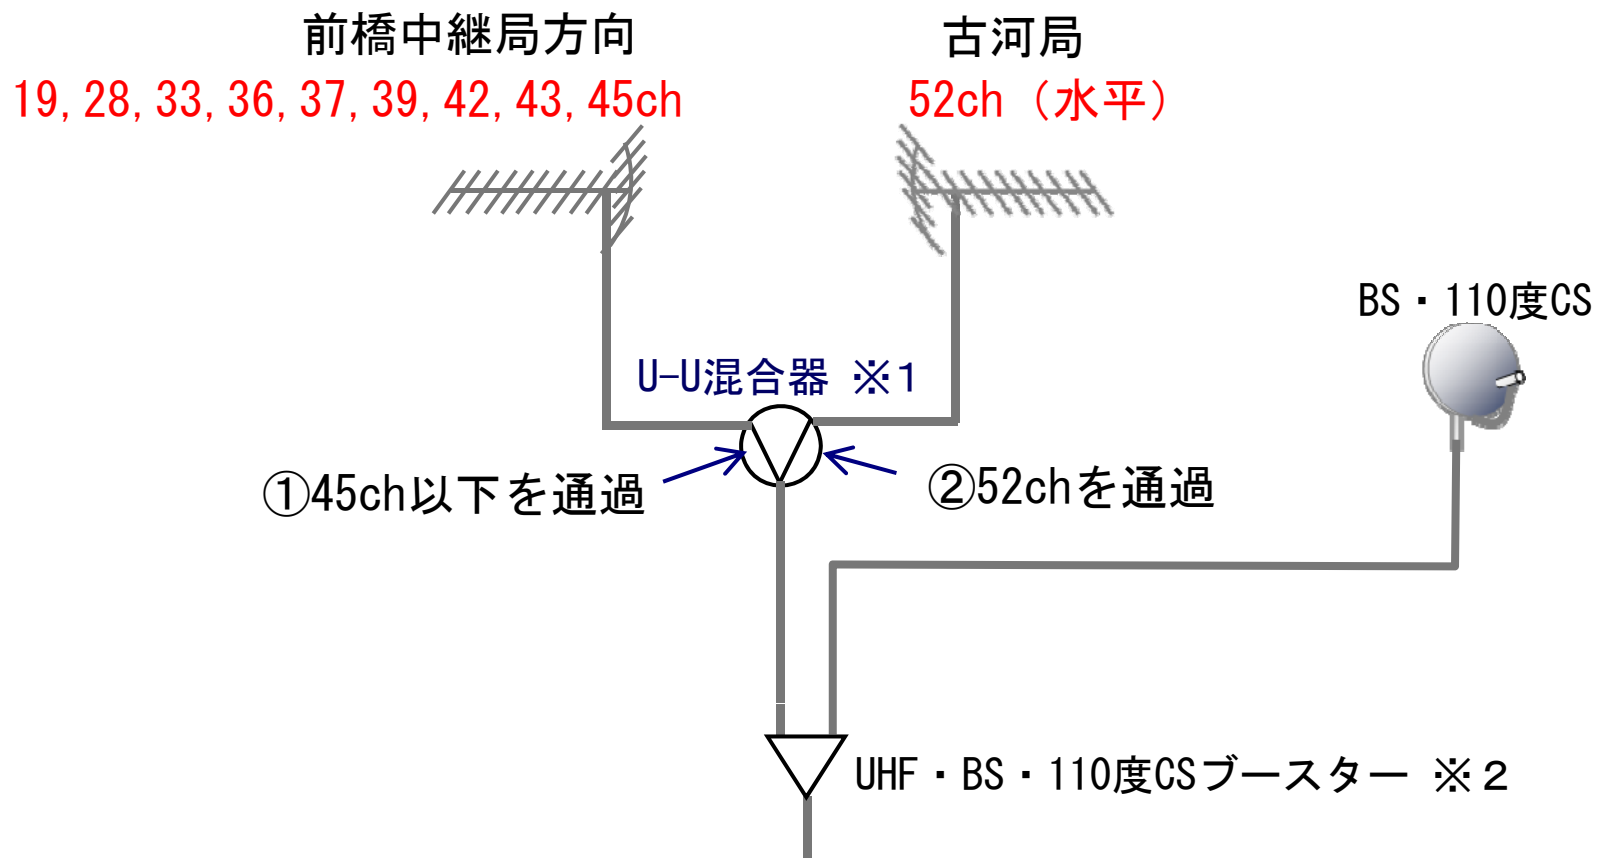 前橋中継局方向
19,28,33,36,37,39,42,43,45ch
古河局
52ch（水平）
BS・110度CS
U-U混合器 ※1
①45ch以下を通過
②52chを通過
UHF・BS・110度CSブースター ※２